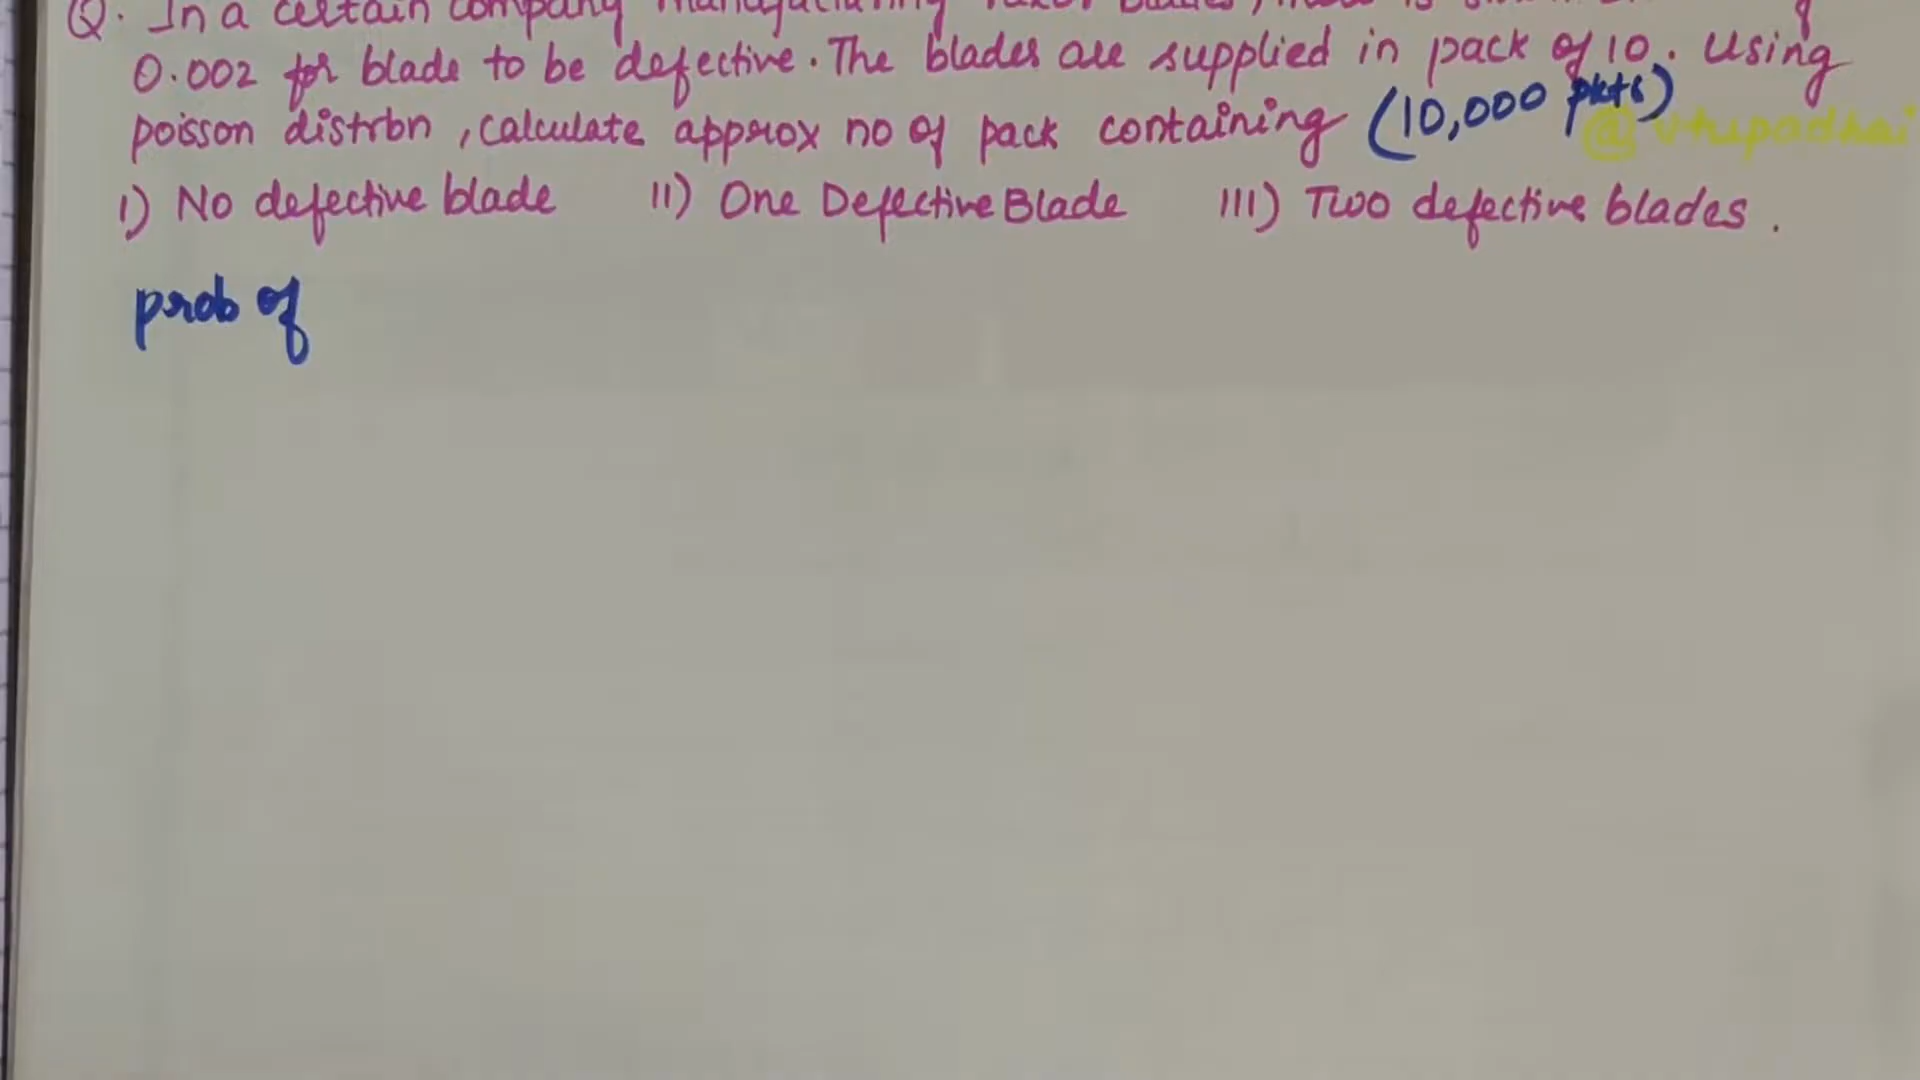 Q. In a certain company manufacturing
0.002 for blade to be defective. The blades are supplied in pack of 10. Using
poisson distrbn, calculate approx no of pack containing (10,000 pkts)
@vtupadhai
I) No defective blade II) One Defective Blade III) Two defective blades.
prob of